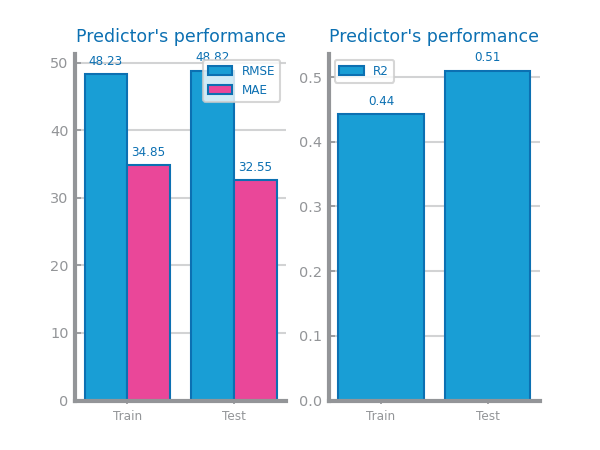 Predictor's performance
50
40
30
20
10
0
48.23
34.85
48.82
32.55
RMSE
MAE
Train
Test
Predictor's performance
0.5
0.4
0.3
0.2
0.1
0.0
R2
0.44
0.51
Train
Test